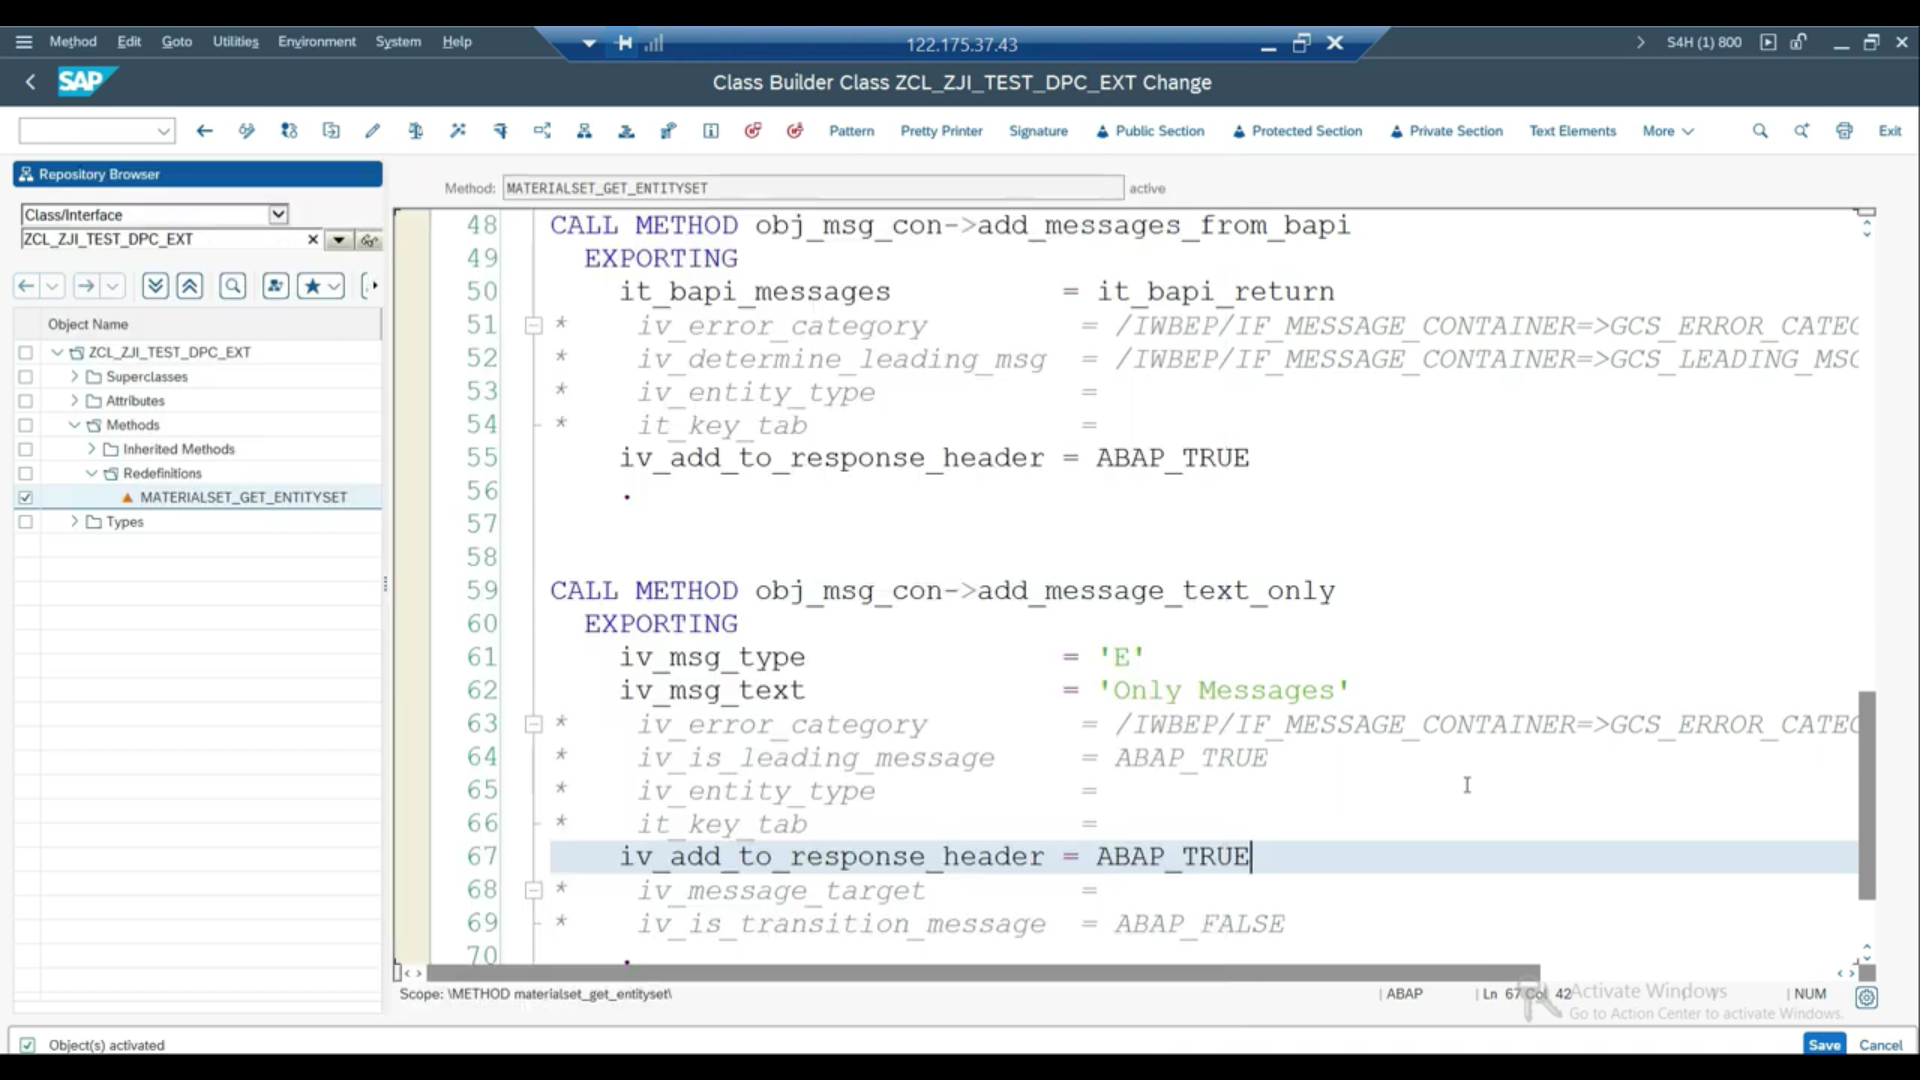 Method Edit Goto Utilities Environment System Help
122.175.37.43
S4H (1) 800
SAP
Class Builder Class ZCL_ZJI_TEST_DPC_EXT Change
Pattern Pretty Printer Signature Public Section Protected Section Private Section Text Elements More Exit
Repository Browser
Class/Interface
ZCL_ZJI_TEST_DPC_EXT
Object Name
ZCL_ZJI_TEST_DPC_EXT
Superclasses
Attributes
Methods
Inherited Methods
Redefinitions
MATERIALSET_GET_ENTITYSET
Types
Method: MATERIALSET_GET_ENTITYSET active
48 CALL METHOD obj_msg_con->add_messages_from_bapi
49 EXPORTING
50 it_bapi_messages = it_bapi_return
51 * iv_error_category = /IWBEP/IF_MESSAGE_CONTAINER=>GCS_ERROR_CATEG
52 * iv_determine_leading_msg = /IWBEP/IF_MESSAGE_CONTAINER=>GCS_LEADING_MSG
53 * iv_entity_type =
54 * it_key_tab =
55 iv_add_to_response_header = ABAP_TRUE
56 .
57
58
59 CALL METHOD obj_msg_con->add_message_text_only
60 EXPORTING
61 iv_msg_type = 'E'
62 iv_msg_text = 'Only Messages'
63 * iv_error_category = /IWBEP/IF_MESSAGE_CONTAINER=>GCS_ERROR_CATEG
64 * iv_is_leading_message = ABAP_TRUE
65 * iv_entity_type =
66 * it_key_tab =
67 iv_add_to_response_header = ABAP_TRUE
68 * iv_message_target =
69 * iv_is_transition_message = ABAP_FALSE
70 .
Scope: \METHOD materialset_get_entityset\ ABAP Ln 67 Col 42 NUM
Activate Windows
Go to Action Center to activate Windows.
Object(s) activated
Save Cancel